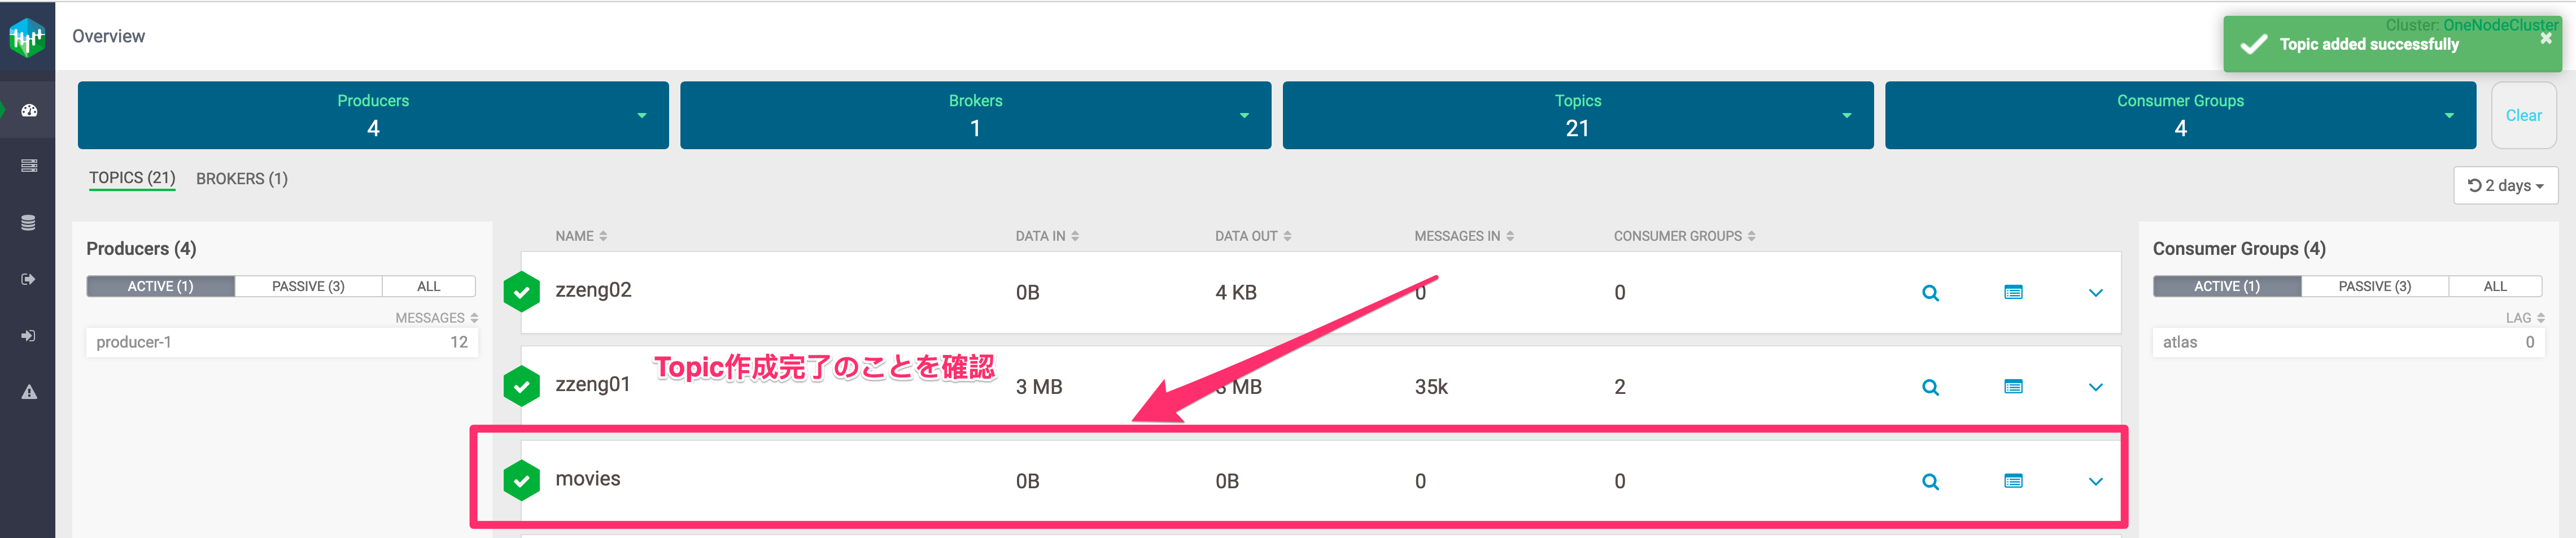 Overview
Cluster: OneNodeCluster
Topic added successfully
Producers
4
Brokers
1
Topics
21
Consumer Groups
4
Clear
TOPICS (21) BROKERS (1)
2 days
Producers (4)
ACTIVE (1) PASSIVE (3) ALL
MESSAGES
producer-1 12
NAME DATA IN DATA OUT MESSAGES IN CONSUMER GROUPS
zzeng02 0B 4 KB 0 0
Topic作成完了のことを確認
zzeng01 3 MB 3 MB 35k 2
movies 0B 0B 0 0
Consumer Groups (4)
ACTIVE (1) PASSIVE (3) ALL
LAG
atlas 0